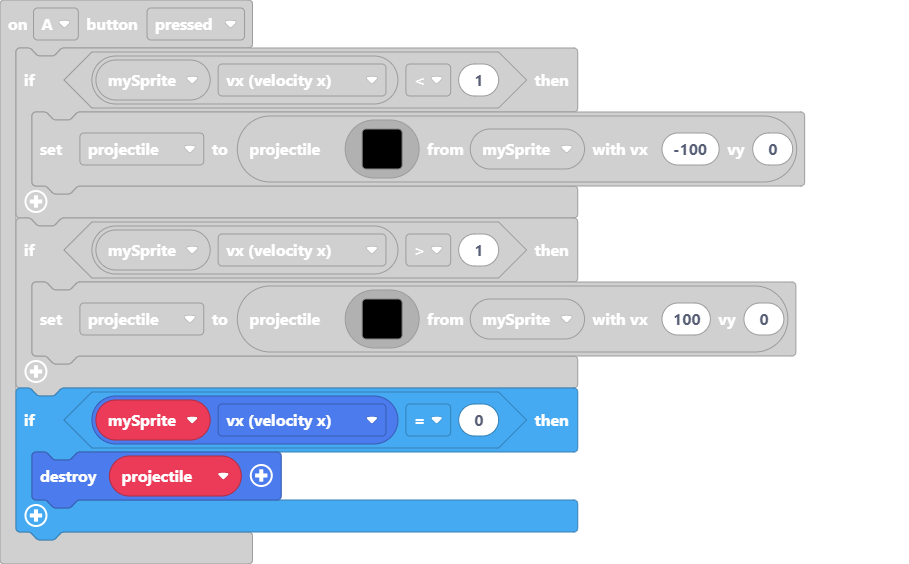 on A button pressed
if mySprite vx (velocity x) < 1 then
set projectile to projectile from mySprite with vx -100 vy 0
if mySprite vx (velocity x) > 1 then
set projectile to projectile from mySprite with vx 100 vy 0
if mySprite vx (velocity x) = 0 then
destroy projectile